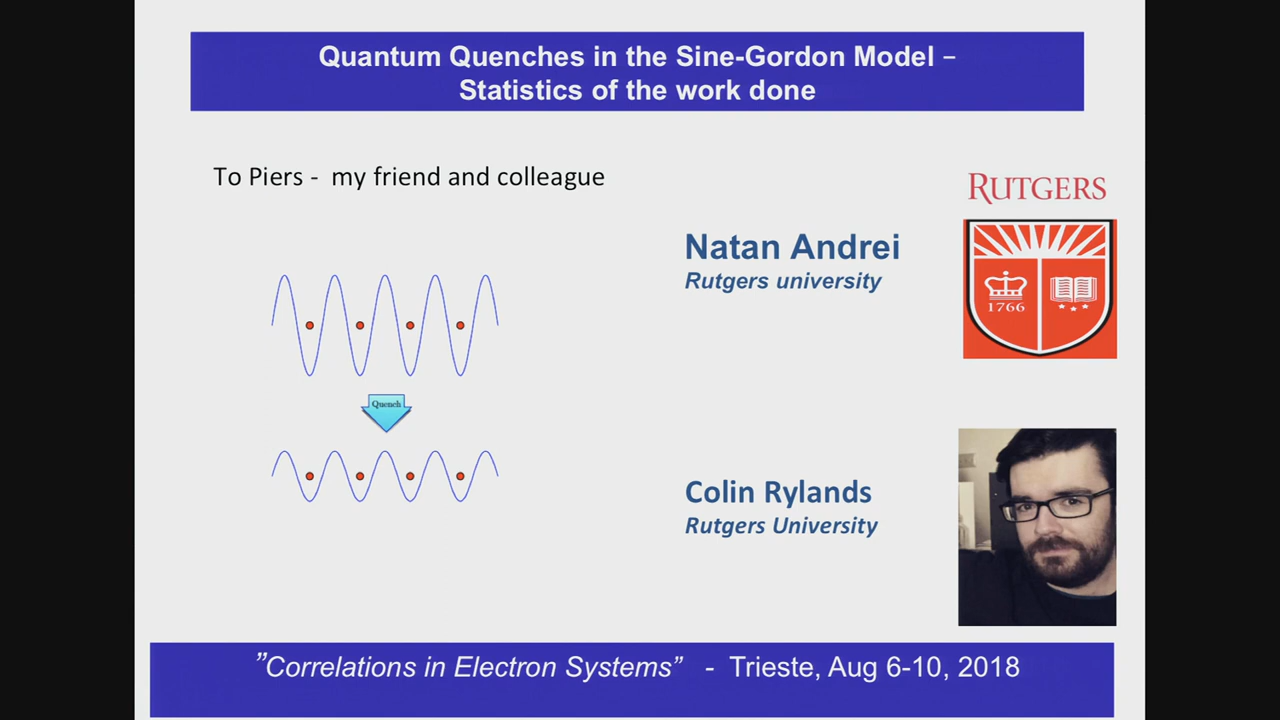 Quantum Quenches in the Sine-Gordon Model –
Statistics of the work done
To Piers - my friend and colleague
RUTGERS
Natan Andrei
Rutgers university
1766
Quench
Colin Rylands
Rutgers University
”Correlations in Electron Systems” - Trieste, Aug 6-10, 2018